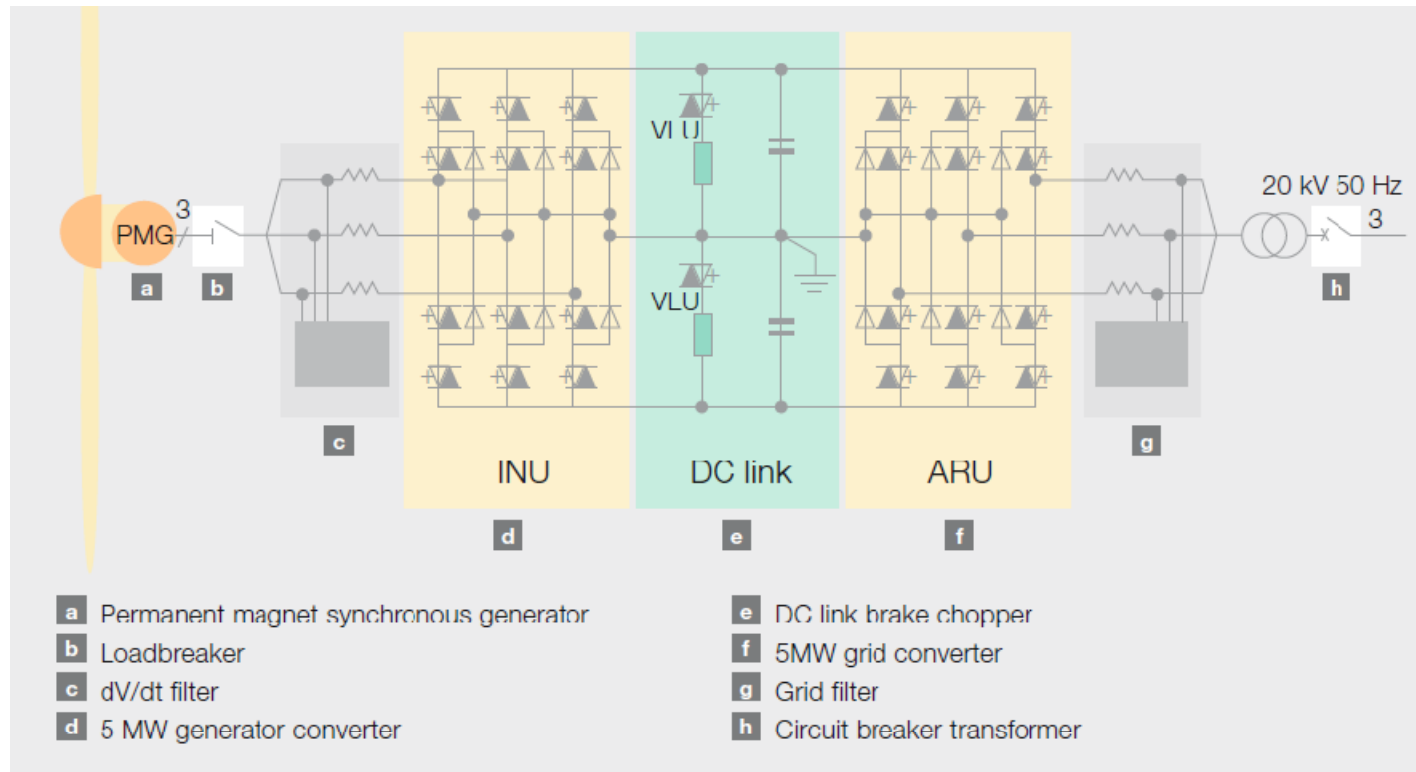 VLU
20 kV 50 Hz
3
PMG
3
a
b
h
VLU
c
g
INU
DC link
ARU
d
e
f
a Permanent magnet synchronous generator
b Loadbreaker
c dV/dt filter
d 5 MW generator converter
e DC link brake chopper
f 5MW grid converter
g Grid filter
h Circuit breaker transformer